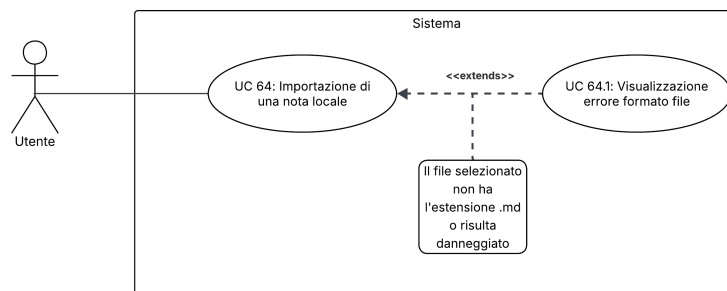 Sistema
Utente
UC 64: Importazione di
una nota locale
<<extends>>
UC 64.1: Visualizzazione
errore formato file
Il file selezionato
non ha
l'estensione .md
o risulta
danneggiato